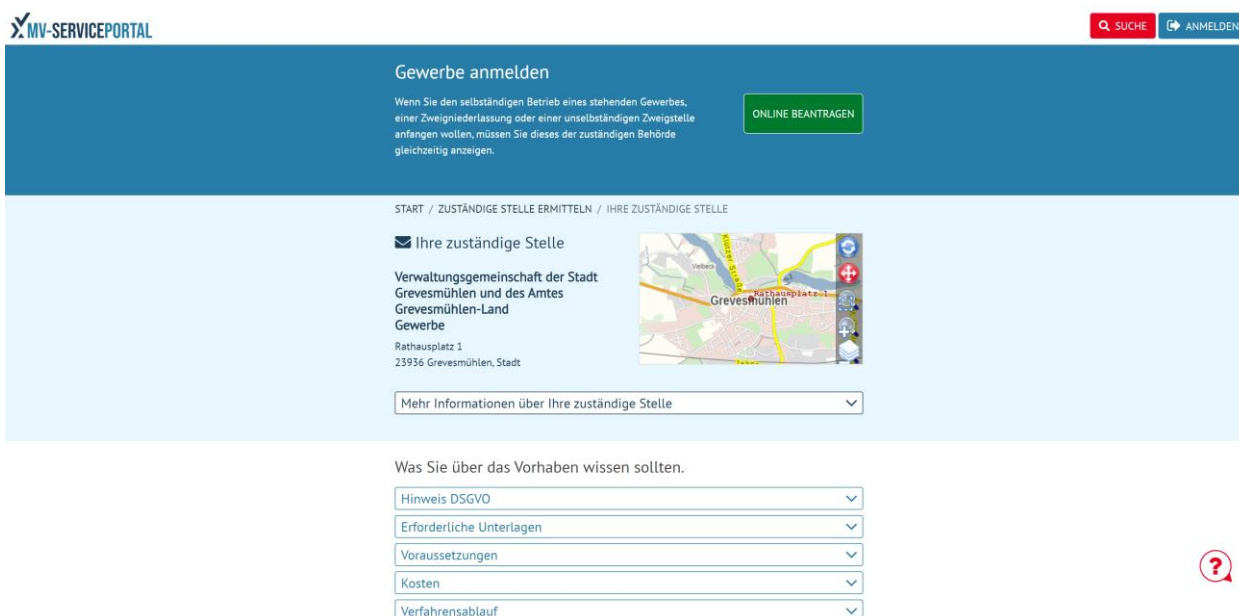 MV-SERVICEPORTAL
SUCHE
ANMELDEN
Gewerbe anmelden
Wenn Sie den selbständigen Betrieb eines stehenden Gewerbes,
einer Zweigniederlassung oder einer unselbständigen Zweigstelle
anfangen wollen, müssen Sie dieses der zuständigen Behörde
gleichzeitig anzeigen.
ONLINE BEANTRAGEN
START / ZUSTÄNDIGE STELLE ERMITTELN / IHRE ZUSTÄNDIGE STELLE
Ihre zuständige Stelle
Verwaltungsgemeinschaft der Stadt
Grevesmühlen und des Amtes
Grevesmühlen-Land
Gewerbe
Rathausplatz 1
23936 Grevesmühlen, Stadt
Klützer Straße
Vielbeck
Rathausplatz 1
Grevesmühlen
Mehr Informationen über Ihre zuständige Stelle
Was Sie über das Vorhaben wissen sollten.
Hinweis DSGVO
Erforderliche Unterlagen
Voraussetzungen
Kosten
Verfahrensablauf
?